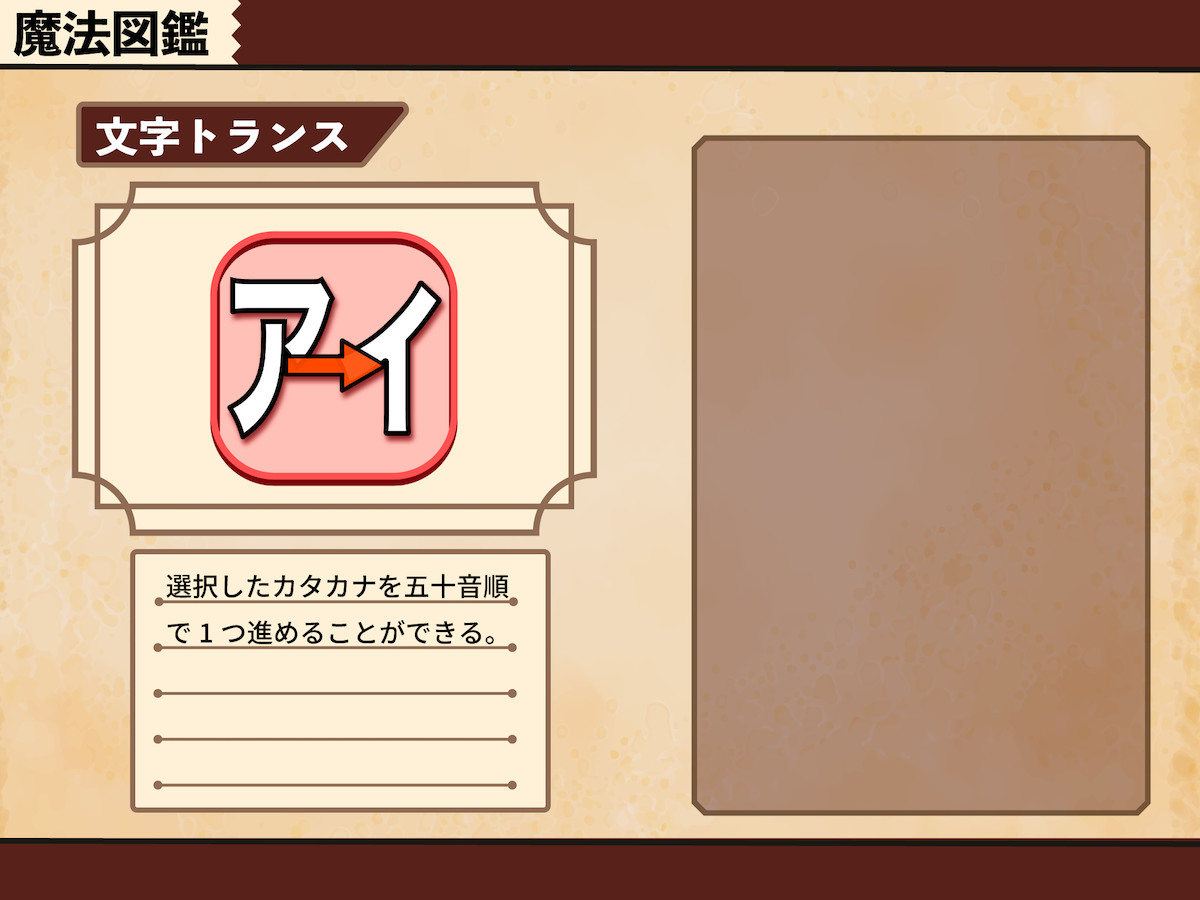 魔法図鑑
文字トランス
アイ
選択したカタカナを五十音順
で１つ進めることができる。